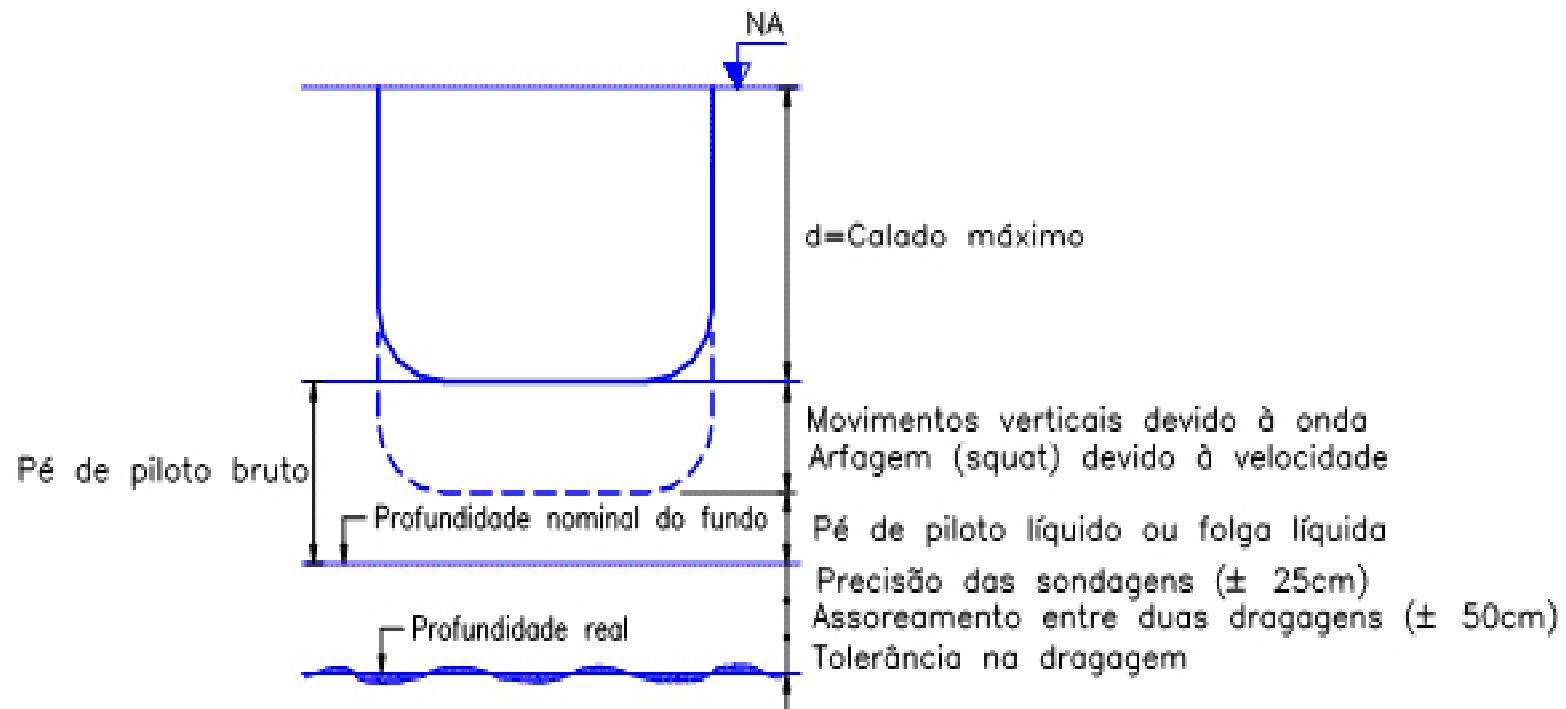 NA
d=Calado máximo
Movimentos verticais devido à onda
Arfagem (squat) devido à velocidade
Pé de piloto bruto
Profundidade nominal do fundo
Pé de piloto líquido ou folga líquida
Precisão das sondagens (± 25cm)
Assoreamento entre duas dragagens (± 50cm)
Profundidade real
Tolerância na dragagem